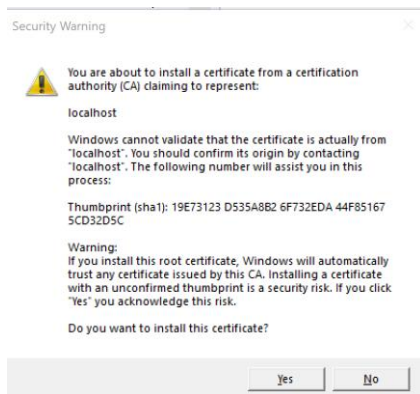 Security Warning
You are about to install a certificate from a certification
authority (CA) claiming to represent:
localhost
Windows cannot validate that the certificate is actually from
"localhost". You should confirm its origin by contacting
"localhost". The following number will assist you in this
process:
Thumbprint (sha1): 19E73123 D535A8B2 6F732EDA 44F85167
5CD32D5C
Warning:
If you install this root certificate, Windows will automatically
trust any certificate issued by this CA. Installing a certificate
with an unconfirmed thumbprint is a security risk. If you click
"Yes" you acknowledge this risk.
Do you want to install this certificate?
Yes No